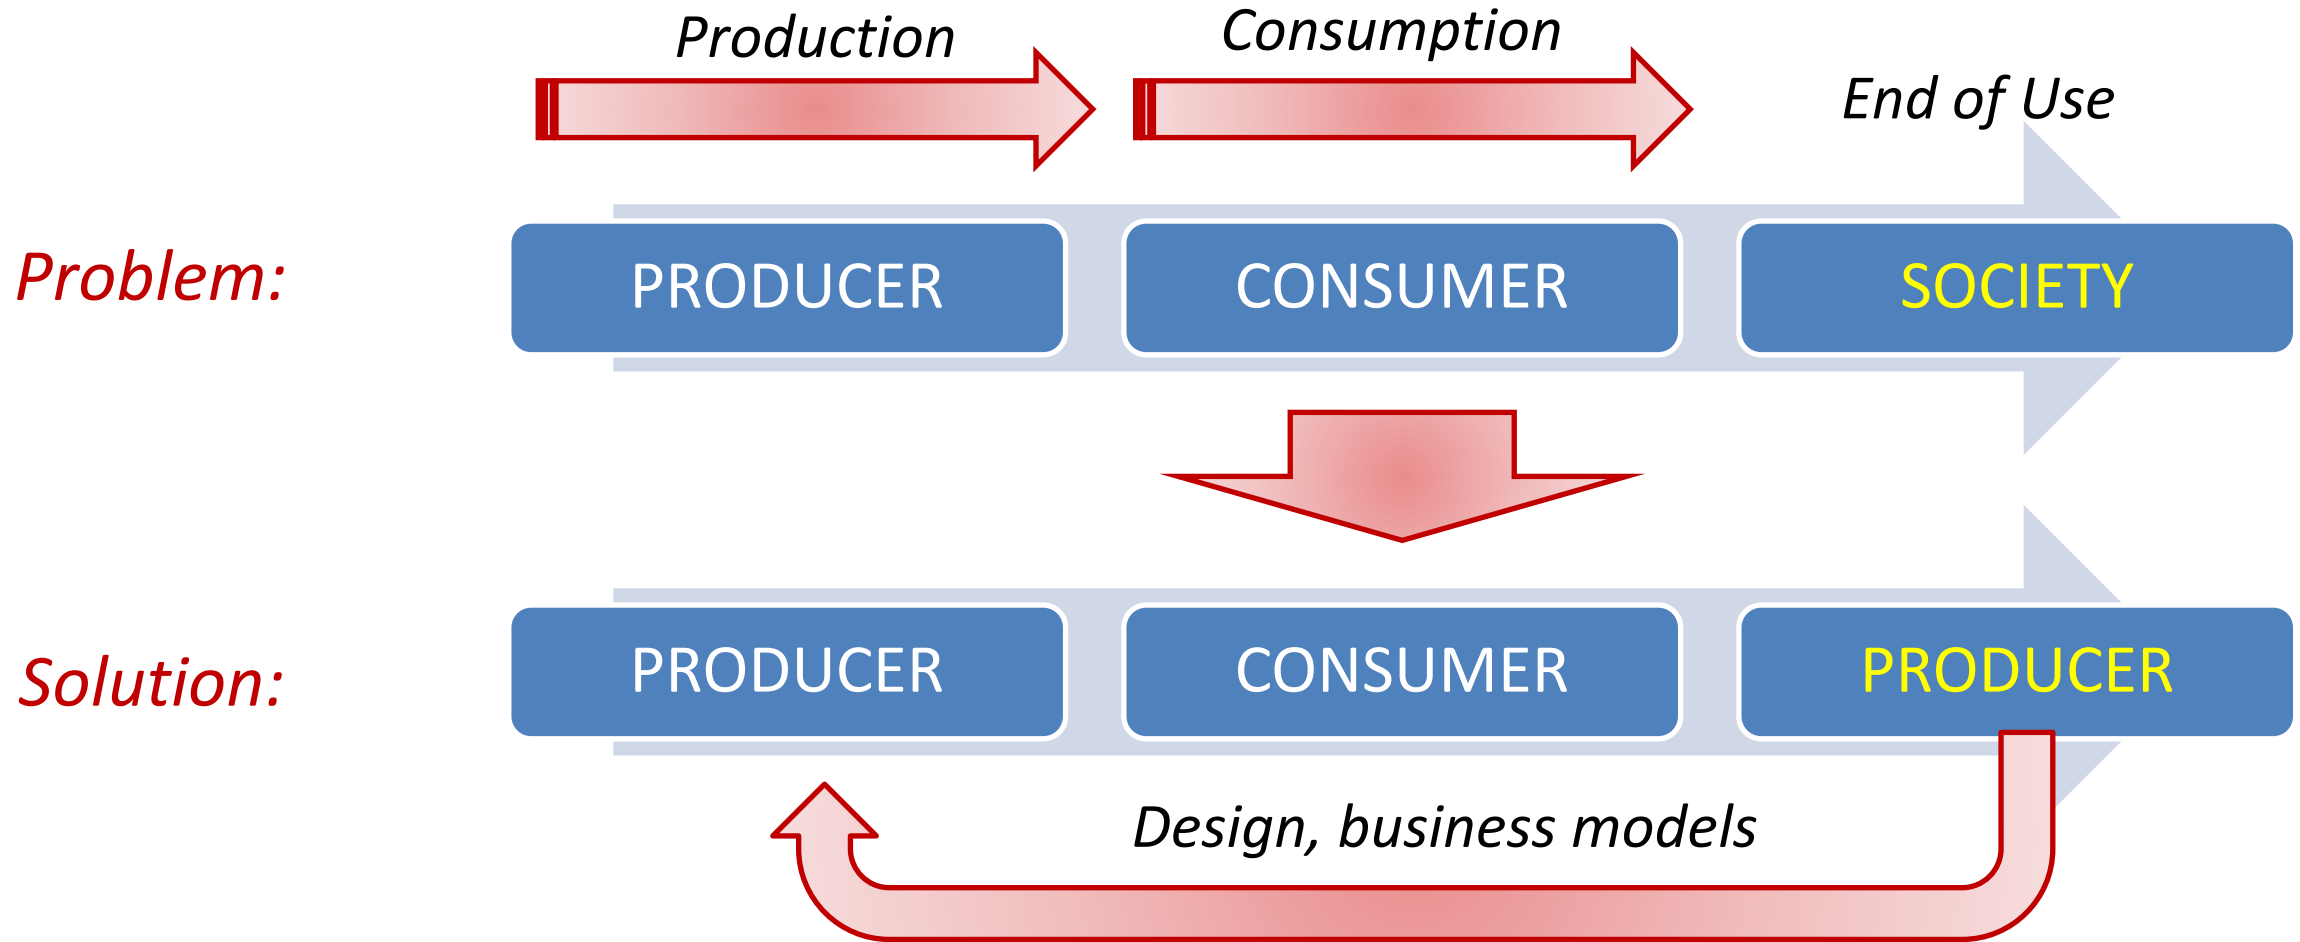 Production
Consumption
End of Use
Problem:
PRODUCER
CONSUMER
SOCIETY
Solution:
PRODUCER
CONSUMER
PRODUCER
Design, business models